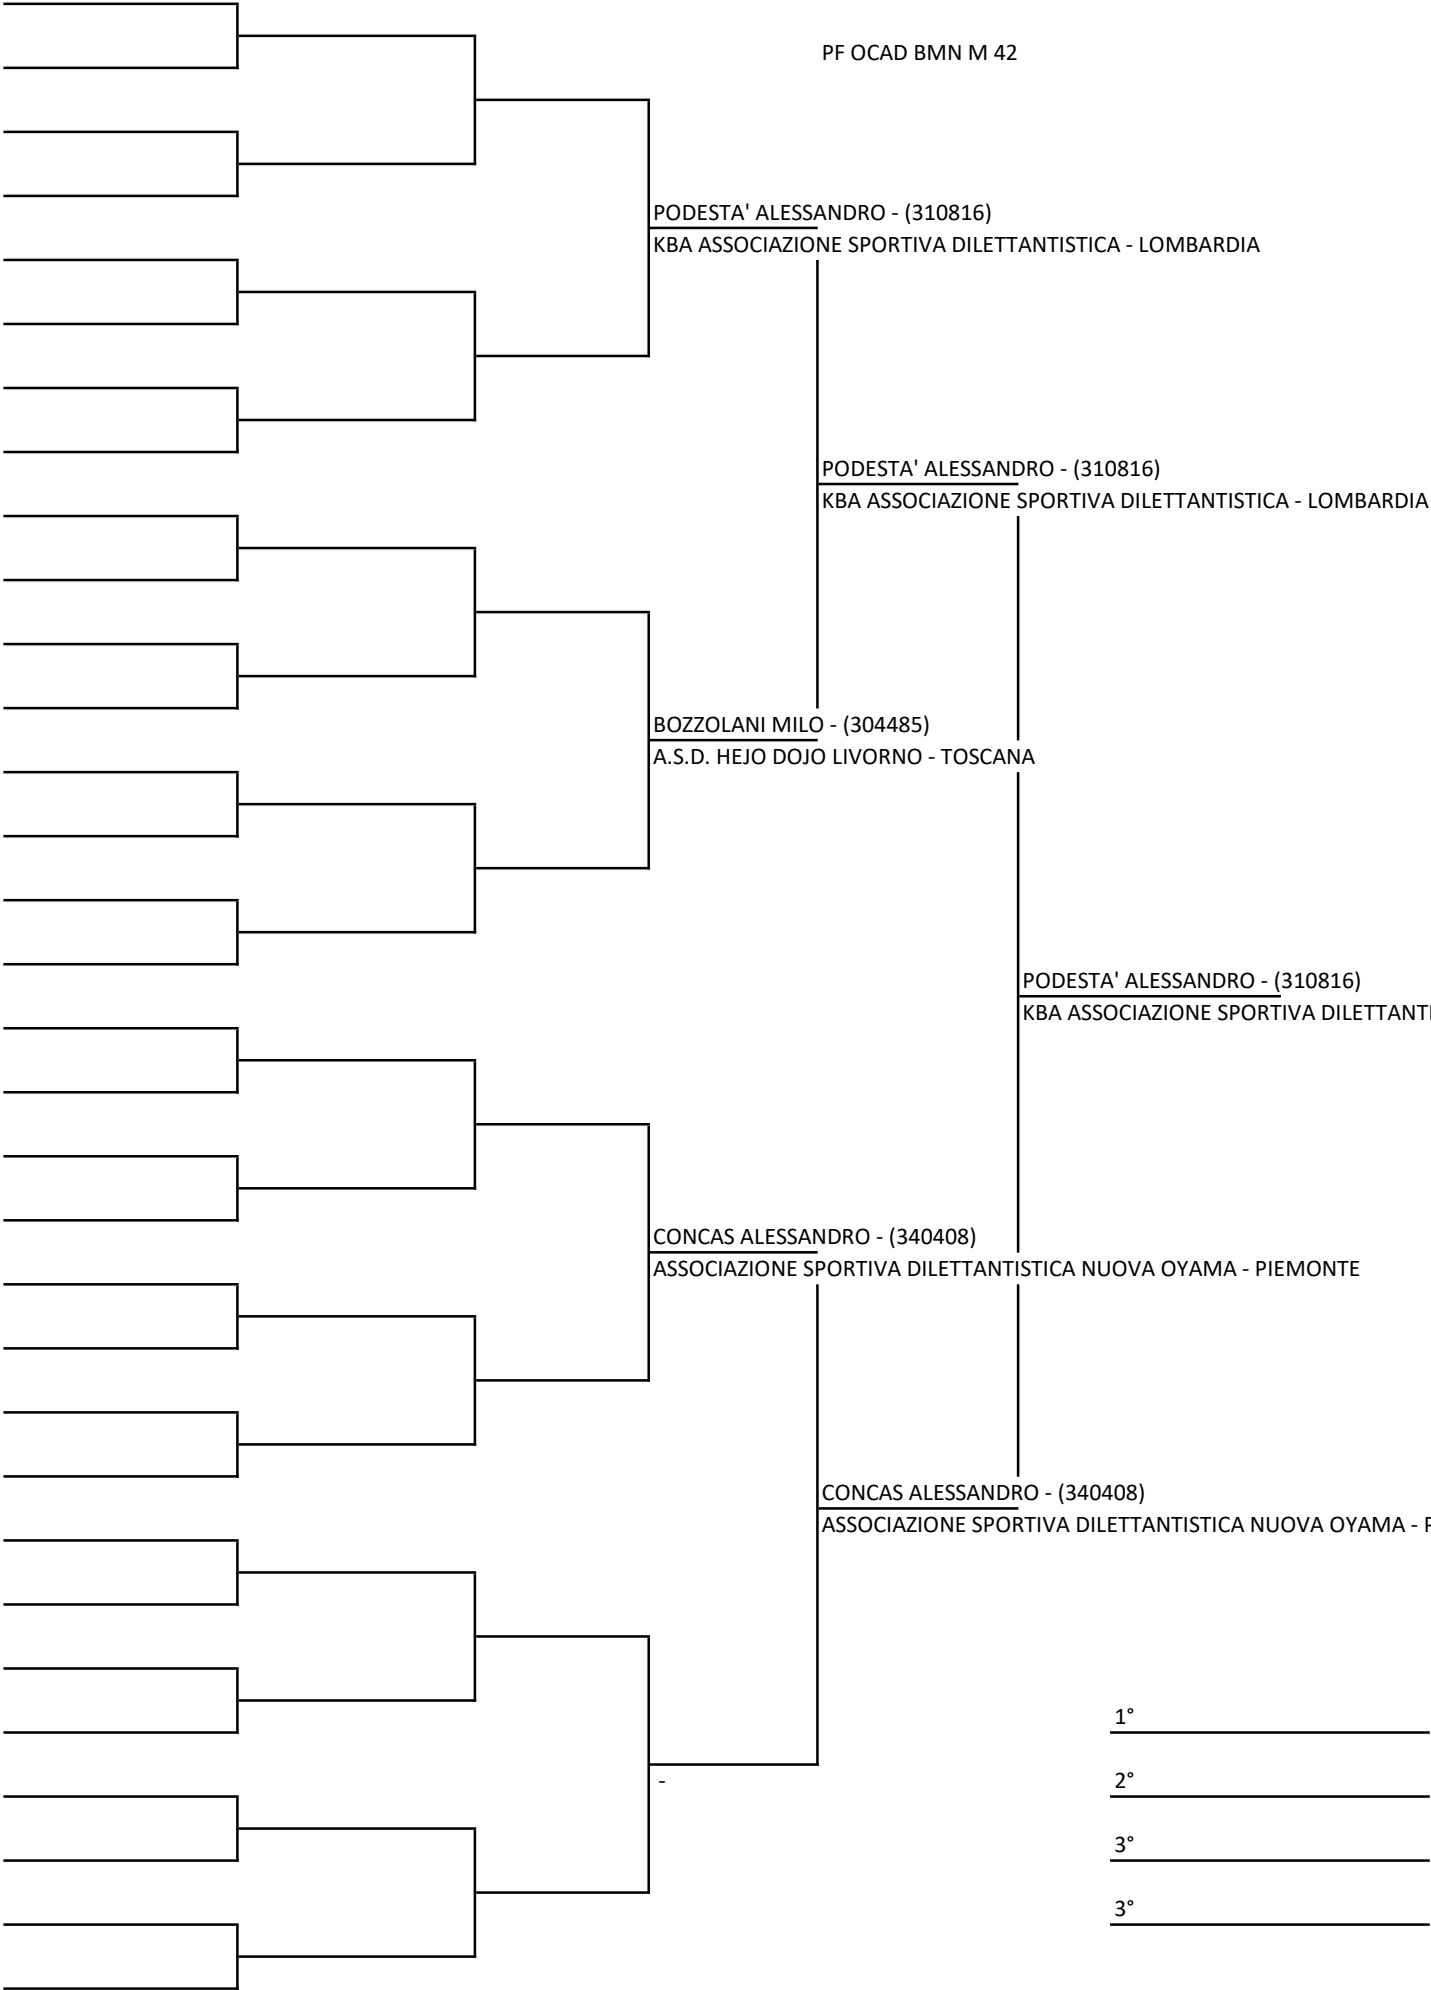 PF OCAD BMN M 42
PODESTA' ALESSANDRO - (310816)
KBA ASSOCIAZIONE SPORTIVA DILETTANTISTICA - LOMBARDIA
PODESTA' ALESSANDRO - (310816)
KBA ASSOCIAZIONE SPORTIVA DILETTANTISTICA - LOMBARDIA
BOZZOLANI MILO - (304485)
A.S.D. HEJO DOJO LIVORNO - TOSCANA
PODESTA' ALESSANDRO - (310816)
KBA ASSOCIAZIONE SPORTIVA DILETTANT
CONCAS ALESSANDRO - (340408)
ASSOCIAZIONE SPORTIVA DILETTANTISTICA NUOVA OYAMA - PIEMONTE
CONCAS ALESSANDRO - (340408)
ASSOCIAZIONE SPORTIVA DILETTANTISTICA NUOVA OYAMA - P
1°
-
2°
3°
3°